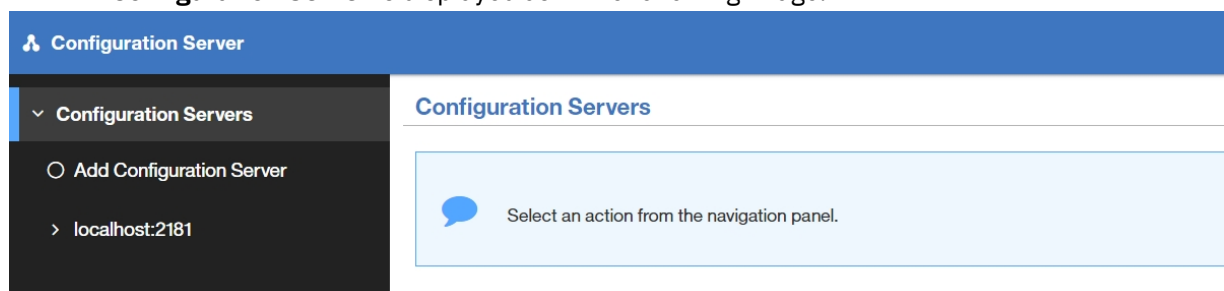 Configuration Server
Configuration Servers
Add Configuration Server
localhost:2181
Configuration Servers
Select an action from the navigation panel.